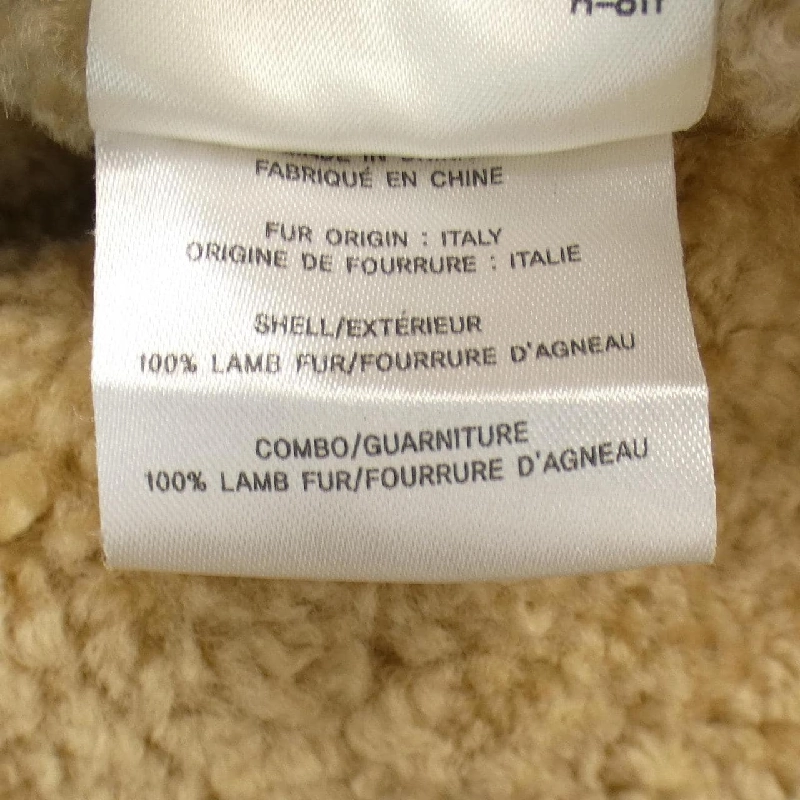 FABRIQUÉ EN CHINE
FUR ORIGIN : ITALY
ORIGINE DE FOURRURE : ITALIE
SHELL/EXTÉRIEUR
100% LAMB FUR/FOURRURE D'AGNEAU
COMBO/GUARNITURE
100% LAMB FUR/FOURRURE D'AGNEAU